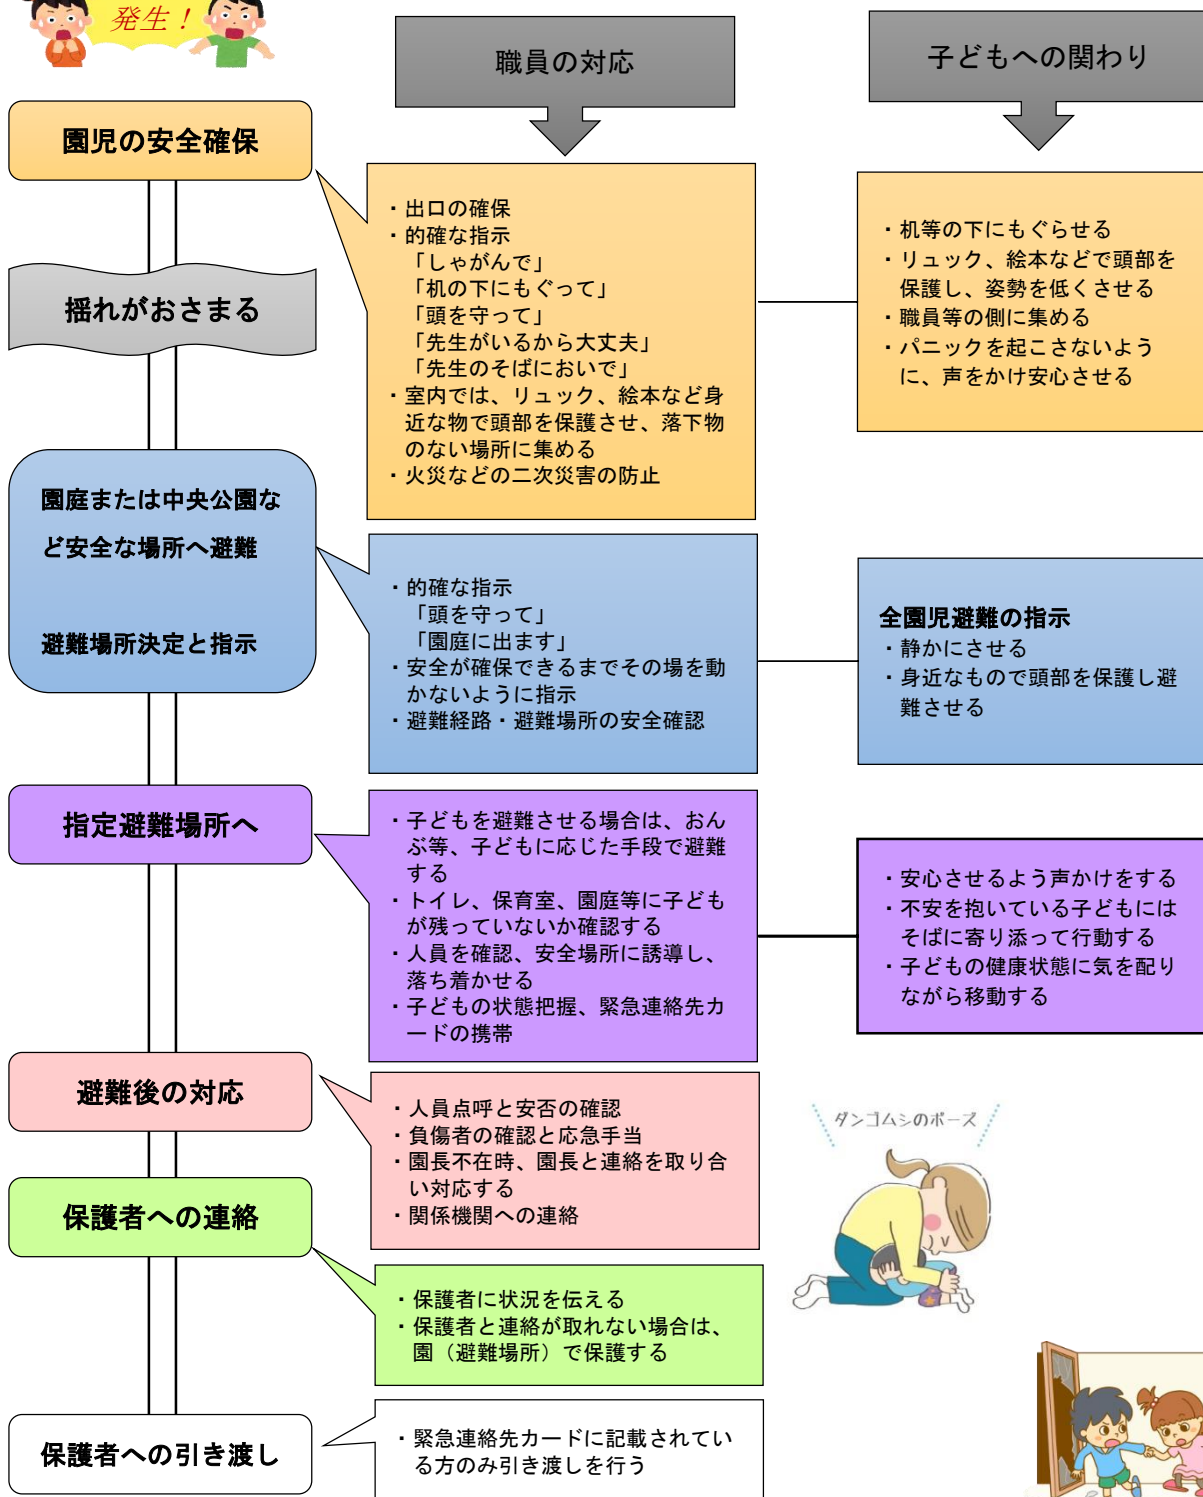 発生！
職員の対応
子どもへの関わり
園児の安全確保
・出口の確保
・的確な指示
「しゃがんで」
「机の下にもぐって」
「頭を守って」
「先生がいるから大丈夫」
「先生のそばにおいで」
・室内では、リュック、絵本など身
近な物で頭部を保護させ、落下物
のない場所に集める
・火災などの二次災害の防止
・机等の下にもぐらせる
・リュック、絵本などで頭部を
保護し、姿勢を低くさせる
・職員等の側に集める
・パニックを起こさないよう
に、声をかけ安心させる
揺れがおさまる
園庭または中央公園な
ど安全な場所へ避難
避難場所決定と指示
・的確な指示
「頭を守って」
「園庭に出ます」
・安全が確保できるまでその場を動
かないように指示
・避難経路・避難場所の安全確認
全園児避難の指示
・静かにさせる
・身近なもので頭部を保護し避
難させる
指定避難場所へ
・子どもを避難させる場合は、おん
ぶ等、子どもに応じた手段で避難
する
・トイレ、保育室、園庭等に子ども
が残っていないか確認する
・人員を確認、安全場所に誘導し、
落ち着かせる
・子どもの状態把握、緊急連絡先カ
ードの携帯
・安心させるよう声かけをする
・不安を抱いている子どもには
そばに寄り添って行動する
・子どもの健康状態に気を配り
ながら移動する
避難後の対応
・人員点呼と安否の確認
・負傷者の確認と応急手当
・園長不在時、園長と連絡を取り合
い対応する
・関係機関への連絡
ダンゴムシのポーズ
保護者への連絡
・保護者に状況を伝える
・保護者と連絡が取れない場合は、
園（避難場所）で保護する
保護者への引き渡し
・緊急連絡先カードに記載されてい
る方のみ引き渡しを行う